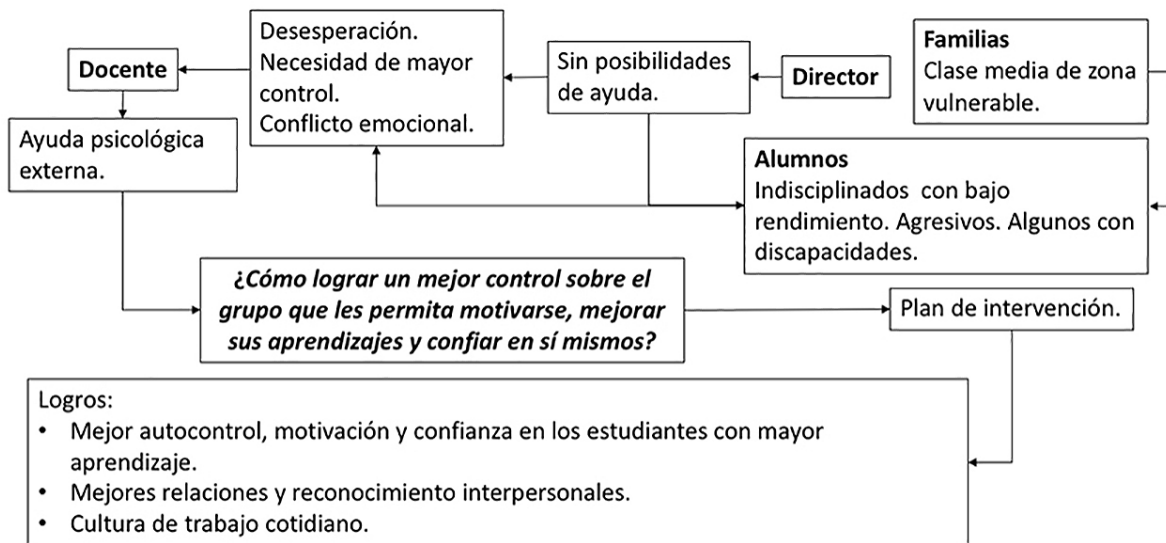 Docente
Desesperación.
Necesidad de mayor
control.
Conflicto emocional.
Sin posibilidades
de ayuda.
Director
Familias
Clase media de zona
vulnerable.
Ayuda psicológica
externa.
Alumnos
Indisciplinados con bajo
rendimiento. Agresivos. Algunos con
discapacidades.
¿Cómo lograr un mejor control sobre el
grupo que les permita motivarse, mejorar
sus aprendizajes y confiar en sí mismos?
Plan de intervención.
Logros:
• Mejor autocontrol, motivación y confianza en los estudiantes con mayor
aprendizaje.
• Mejores relaciones y reconocimiento interpersonales.
• Cultura de trabajo cotidiano.